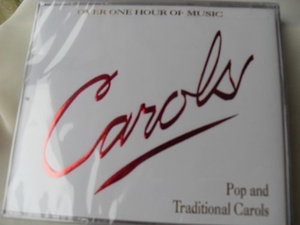 OVER ONE HOUR OF MUSIC
Carols
Pop and
Traditional Carols